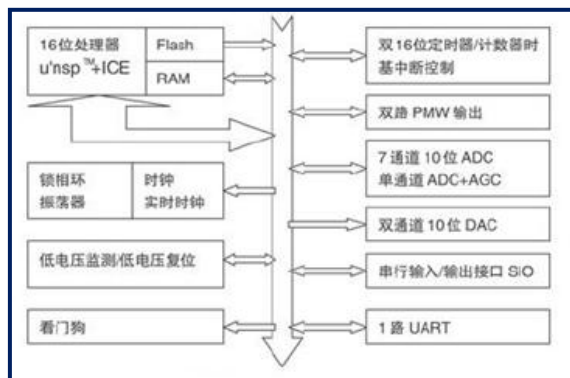 16位处理器
u'nsp™+ICE
Flash
RAM
锁相环
振荡器
时钟
实时时钟
低电压监测/低电压复位
看门狗
双16位定时器/计数器时
基中断控制
双路 PMW 输出
7通道10位 ADC
单通道 ADC+AGC
双通道10位 DAC
串行输入/输出接口 SiO
1路 UART